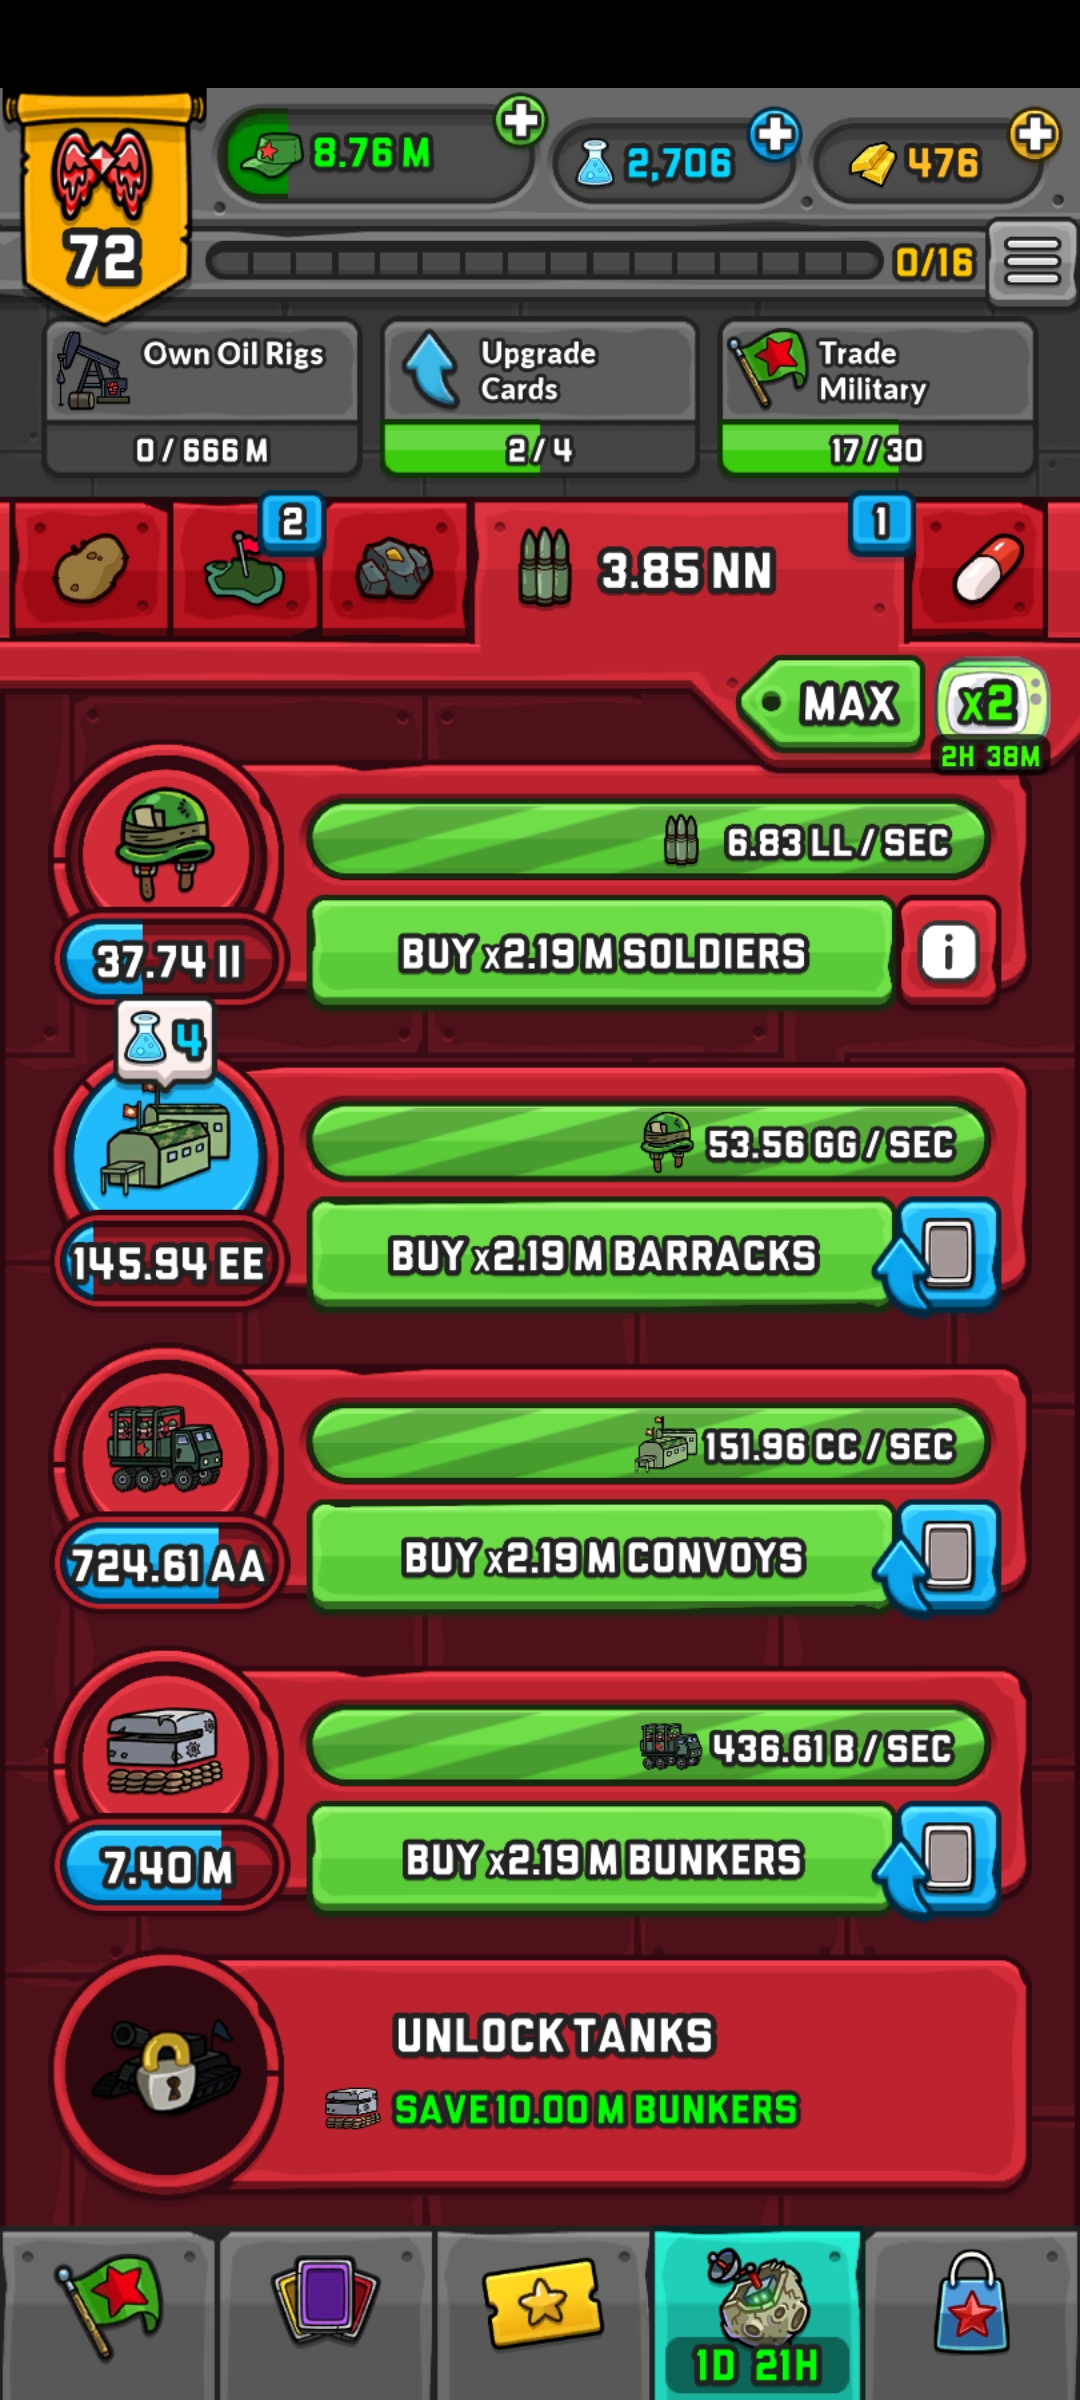 8.76 M
2,706
476
72
0/16
Own Oil Rigs
0 / 666 M
Upgrade
Cards
2 / 4
Trade
Military
17 / 30
2
3.85 NN
1
MAX
x2
2H 38M
6.83 LL / SEC
37.74 II
BUY x2.19 M SOLDIERS
i
4
53.56 GG / SEC
145.94 EE
BUY x2.19 M BARRACKS
151.96 CC / SEC
724.61 AA
BUY x2.19 M CONVOYS
436.61 B / SEC
7.40 M
BUY x2.19 M BUNKERS
UNLOCK TANKS
SAVE 10.00 M BUNKERS
1D 21H